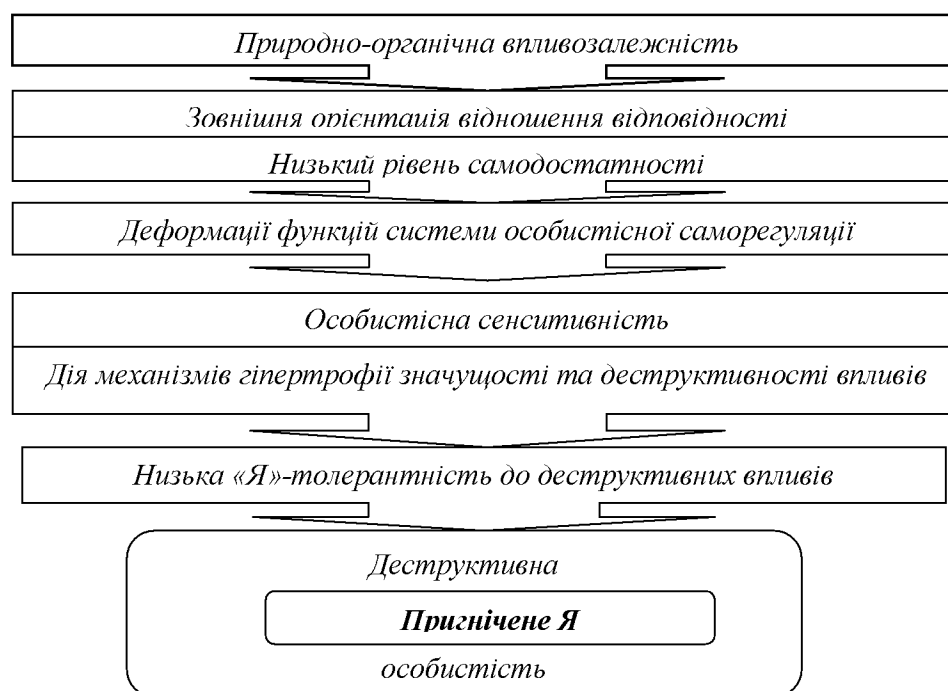 Природно-органічна впливозалежність
Зовнішня орієнтація відношення відповідності
Низький рівень самодостатності
Деформації функцій системи особистісної саморегуляції
Особистісна сенситивність
Дія механізмів гіпертрофії значущості та деструктивності впливів
Низька «Я»-толерантність до деструктивних впливів
Деструктивна
Пригнічене Я
особистість